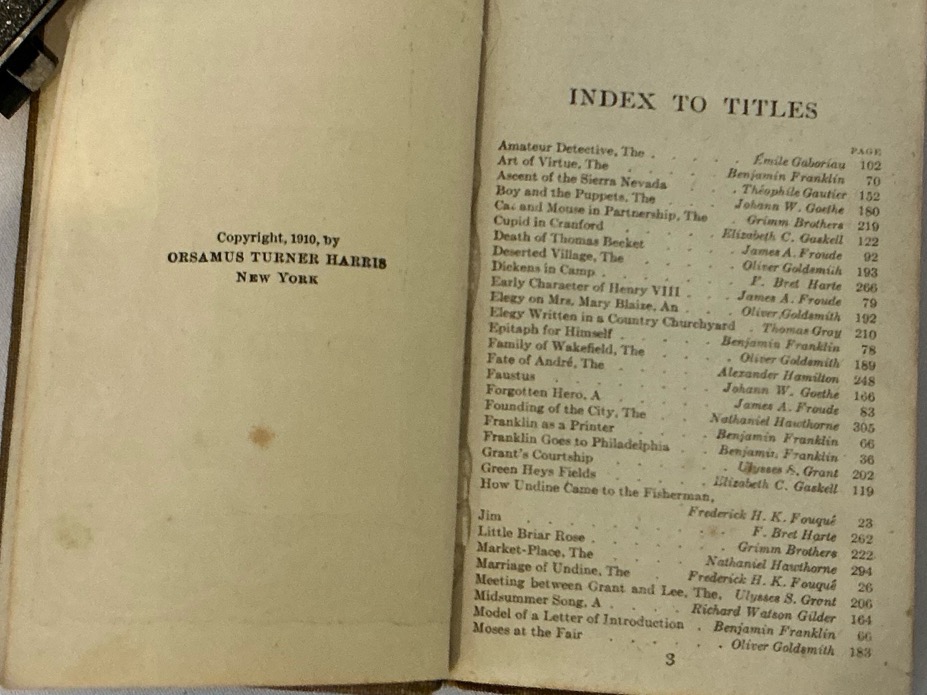 Copyright, 1910, by
ORSAMUS TURNER HARRIS
NEW YORK
INDEX TO TITLES
PAGE
Amateur Detective, The . . . . . Émile Gaboriau 102
Art of Virtue, The . . . . Benjamin Franklin 70
Ascent of the Sierra Nevada . . . Théophile Gautier 152
Boy and the Puppets, The . . . Johann W. Goethe 180
Cat and Mouse in Partnership, The . . Grimm Brothers 219
Cupid in Cranford . . . . Elizabeth C. Gaskell 122
Death of Thomas Becket . . . . James A. Froude 92
Deserted Village, The . . . . Oliver Goldsmith 193
Dickens in Camp . . . . . F. Bret Harte 266
Early Character of Henry VIII . . . James A. Froude 79
Elegy on Mrs. Mary Blaize, An . . . Oliver Goldsmith 192
Elegy Written in a Country Churchyard . Thomas Gray 210
Epitaph for Himself . . . . Benjamin Franklin 78
Family of Wakefield, The . . . Oliver Goldsmith 189
Fate of André, The . . . . Alexander Hamilton 248
Faustus . . . . . . Johann W. Goethe 166
Forgotten Hero, A . . . . . James A. Froude 83
Founding of the City, The . . Nathaniel Hawthorne 305
Franklin as a Printer . . . . Benjamin Franklin 66
Franklin Goes to Philadelphia . . Benjamin Franklin 36
Grant's Courtship . . . . . Ulysses S. Grant 202
Green Heys Fields . . . . Elizabeth C. Gaskell 119
How Undine Came to the Fisherman,
Frederick H. K. Fouqué 23
Jim . . . . . . . F. Bret Harte 262
Little Briar Rose . . . . . Grimm Brothers 222
Market-Place, The . . . . Nathaniel Hawthorne 294
Marriage of Undine, The . . Frederick H. K. Fouqué 26
Meeting between Grant and Lee, The, Ulysses S. Grant 206
Midsummer Song, A . . . . Richard Watson Gilder 164
Model of a Letter of Introduction . Benjamin Franklin 66
Moses at the Fair . . . . . Oliver Goldsmith 183
3